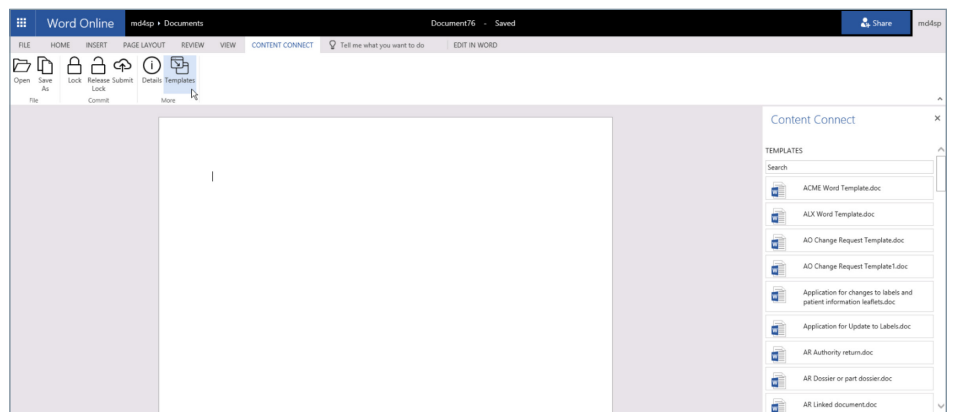 Word Online md4sp ▸ Documents Document76 - Saved Share md4sp
FILE HOME INSERT PAGE LAYOUT REVIEW VIEW CONTENT CONNECT Tell me what you want to do EDIT IN WORD
Open Save As Lock Release Lock Submit Details Templates
File Commit More
Content Connect
TEMPLATES
Search
ACME Word Template.doc
ALX Word Template.doc
AO Change Request Template.doc
AO Change Request Template1.doc
Application for changes to labels and
patient information leaflets.doc
Application for Update to Labels.doc
AR Authority return.doc
AR Dossier or part dossier.doc
AR Linked document.doc